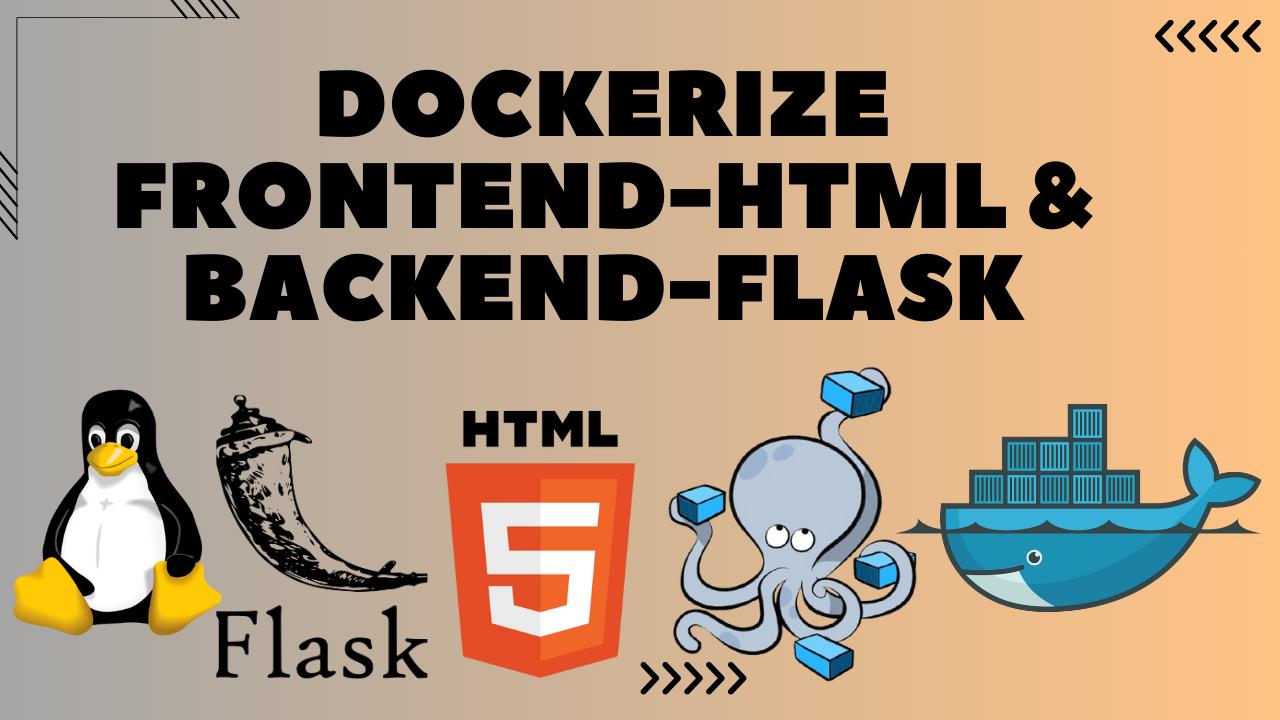 DOCKERIZE
FRONTEND-HTML &
BACKEND-FLASK
HTML
5
Flask